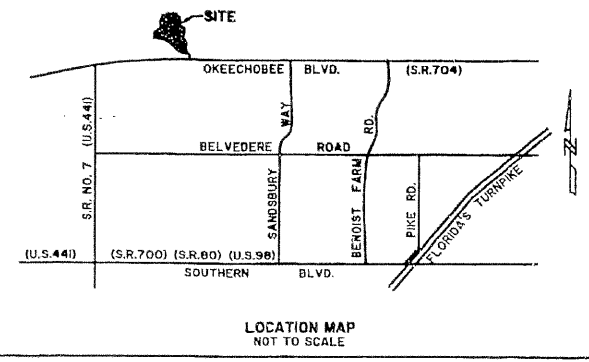 SITE
OKEECHOBEE BLVD. (S.R.704)
S.R. NO. 7 (U.S.441)
SANDSBURY WAY
BENOIST FARM RD.
BELVEDERE ROAD
PIKE RD.
FLORIDA'S TURNPIKE
N
(U.S.441) (S.R.700) (S.R.80) (U.S.98)
SOUTHERN BLVD.
LOCATION MAP
NOT TO SCALE